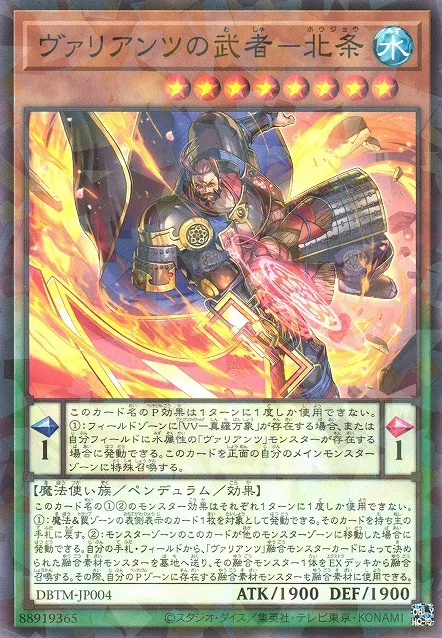 ヴァリアンツの武者－北条
水
このカード名のP効果は1ターンに1度しか使用できない。
①：フィールドゾーンに「VV－真羅万象」が存在する場合、または
自分フィールドに水属性の「ヴァリアンツ」モンスターが存在する
場合に発動できる。このカードを正面の自分のメインモンスター
ゾーンに特殊召喚する。
1
1
【魔法使い族／ペンデュラム／効果】
このカード名の①②のモンスター効果はそれぞれ1ターンに1度しか使用できない。
①：魔法&罠ゾーンの表側表示のカード1枚を対象として発動できる。そのカードを持ち主の
手札に戻す。②：モンスターゾーンのこのカードが他のモンスターゾーンに移動した場合に
発動できる。自分の手札・フィールドから、「ヴァリアンツ」融合モンスターカードによって決め
られた融合素材モンスターを墓地へ送り、その融合モンスター1体をEXデッキから融合
召喚する。その際、自分のPゾーンに存在する融合素材モンスターも融合素材に使用できる。
DBTM-JP004
ATK/1900 DEF/1900
88919365
©スタジオ・ダイス／集英社・テレビ東京・KONAMI